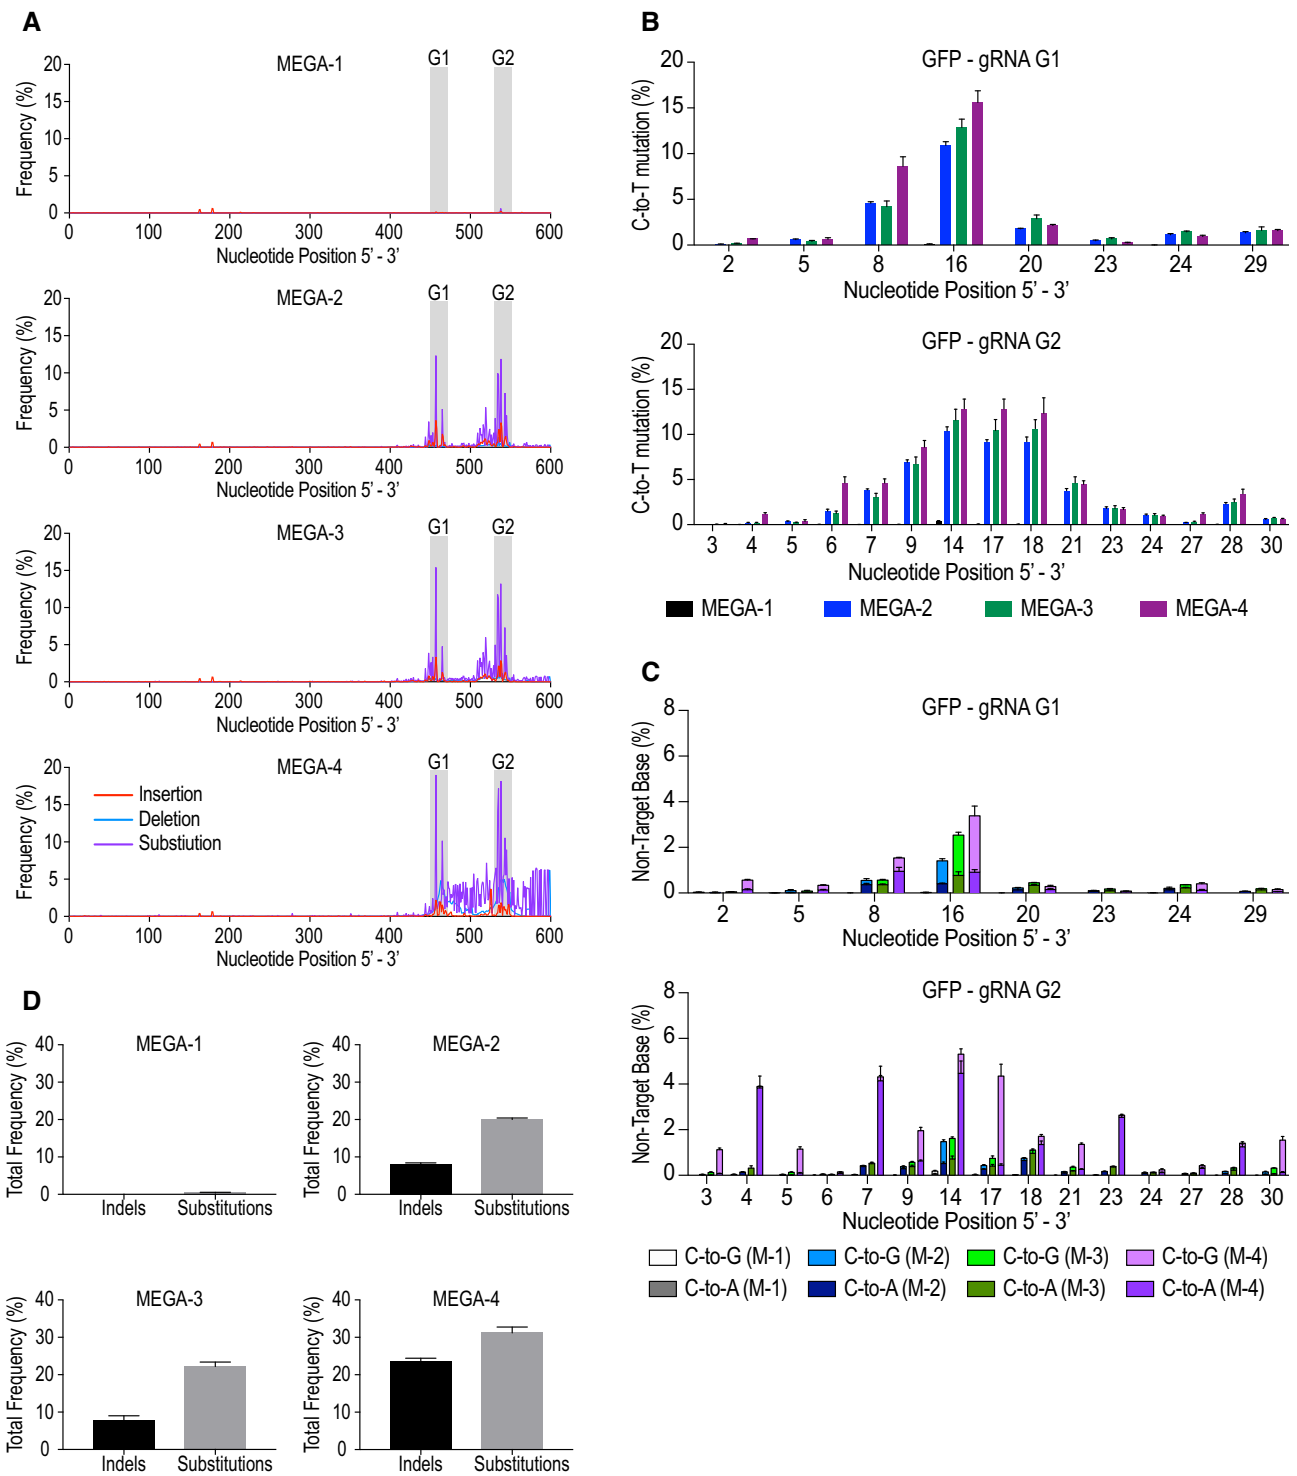 A
MEGA-1
G1
G2
Frequency (%)
20
15
10
5
0
0 100 200 300 400 500 600
Nucleotide Position 5’ - 3’
MEGA-2
G1
G2
Frequency (%)
20
15
10
5
0
0 100 200 300 400 500 600
Nucleotide Position 5’ - 3’
MEGA-3
G1
G2
Frequency (%)
20
15
10
5
0
0 100 200 300 400 500 600
Nucleotide Position 5’ - 3’
MEGA-4
G1
G2
Frequency (%)
20
15
10
5
0
Insertion
Deletion
Substiution
0 100 200 300 400 500 600
Nucleotide Position 5’ - 3’
B
GFP - gRNA G1
C-to-T mutation (%)
20
15
10
5
0
2 5 8 16 20 23 24 29
Nucleotide Position 5’ - 3’
GFP - gRNA G2
C-to-T mutation (%)
20
15
10
5
0
3 4 5 6 7 9 14 17 18 21 23 24 27 28 30
Nucleotide Position 5’ - 3’
MEGA-1 MEGA-2 MEGA-3 MEGA-4
C
GFP - gRNA G1
Non-Target Base (%)
8
6
4
2
0
2 5 8 16 20 23 24 29
Nucleotide Position 5’ - 3’
GFP - gRNA G2
Non-Target Base (%)
8
6
4
2
0
3 4 5 6 7 9 14 17 18 21 23 24 27 28 30
Nucleotide Position 5’ - 3’
C-to-G (M-1) C-to-G (M-2) C-to-G (M-3) C-to-G (M-4)
C-to-A (M-1) C-to-A (M-2) C-to-A (M-3) C-to-A (M-4)
D
MEGA-1
Total Frequency (%)
40
30
20
10
0
Indels Substitutions
MEGA-2
Total Frequency (%)
40
30
20
10
0
Indels Substitutions
MEGA-3
Total Frequency (%)
40
30
20
10
0
Indels Substitutions
MEGA-4
Total Frequency (%)
40
30
20
10
0
Indels Substitutions